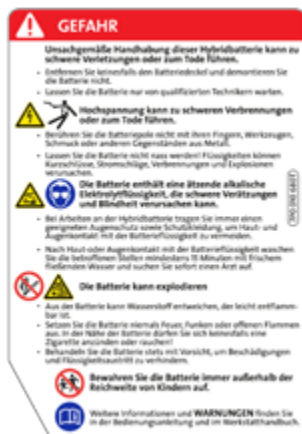 GEFAHR
Unsachgemäße Handhabung dieser Hybridbatterie kann zu
schwere Verletzungen oder zum Tode führen.
- Entfernen Sie keinesfalls den Batteriedeckel und demontieren Sie
die Batterie nicht.
- Lassen Sie die Batterie nur von qualifizierten Technikern warten.
Hochspannung kann zu schweren Verbrennungen
oder zum Tode führen.
- Berühren Sie die Batteriepole nicht mit Ihren Fingern, Werkzeugen,
Schmuck oder anderen Gegenständen aus Metall.
- Lassen Sie die Batterie nicht nass werden! Flüssigkeiten können
Kurzschlüsse, Stromschläge, Verbrennungen und Explosionen
verursachen.
Die Batterie enthält eine ätzende alkalische
Elektrolytflüssigkeit, die schwere Verätzungen
und Blindheit verursachen kann.
- Bei Arbeiten an der Hybridbatterie tragen Sie immer einen
geeigneten Augenschutz sowie Schutzkleidung, um Haut- und
Augenkontakt mit der Batterieflüssigkeit zu vermeiden.
- Nach Haut-oder Augenkontakt mit der Batterieflüssigkeit waschen
Sie die betroffenen Stellen mindestens 15 Minuten mit frischem
fließenden Wasser und suchen Sie sofort einen Arzt auf.
Die Batterie kann explodieren
- Aus der Batterie kann Wasserstoff entweichen, der leicht entflamm-
bar ist.
- Setzen Sie die Batterie niemals Feuer, Funken oder offenen Flammen
aus. In der Nähe der Batterie dürfen Sie sich keinesfalls eine
Zigarette anzünden oder rauchen!
- Behandeln Sie die Batterie stets mit Vorsicht, um Beschädigungen
und Flüssigkeitsaustritt zu verhindern.
Bewahren Sie die Batterie immer außerhalb der
Reichweite von Kindern auf.
Weitere Informationen und WARNUNGEN finden Sie
in der Bedienungsanleitung und im Werkstatthandbuch.